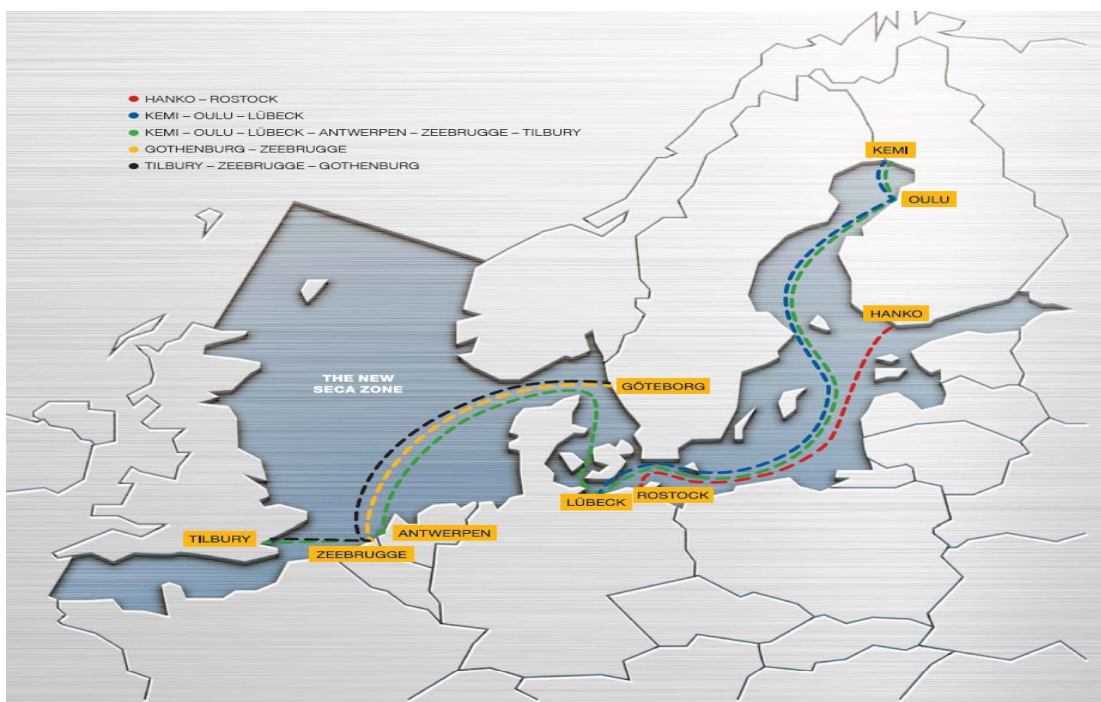 HANKO – ROSTOCK
KEMI – OULU – LÜBECK
KEMI – OULU – LÜBECK – ANTWERPEN – ZEEBRUGGE – TILBURY
GOTHENBURG – ZEEBRUGGE
TILBURY – ZEEBRUGGE – GOTHENBURG
KEMI
OULU
HANKO
THE NEW
SECA ZONE
GÖTEBORG
LÜBECK
ROSTOCK
TILBURY
ANTWERPEN
ZEEBRUGGE